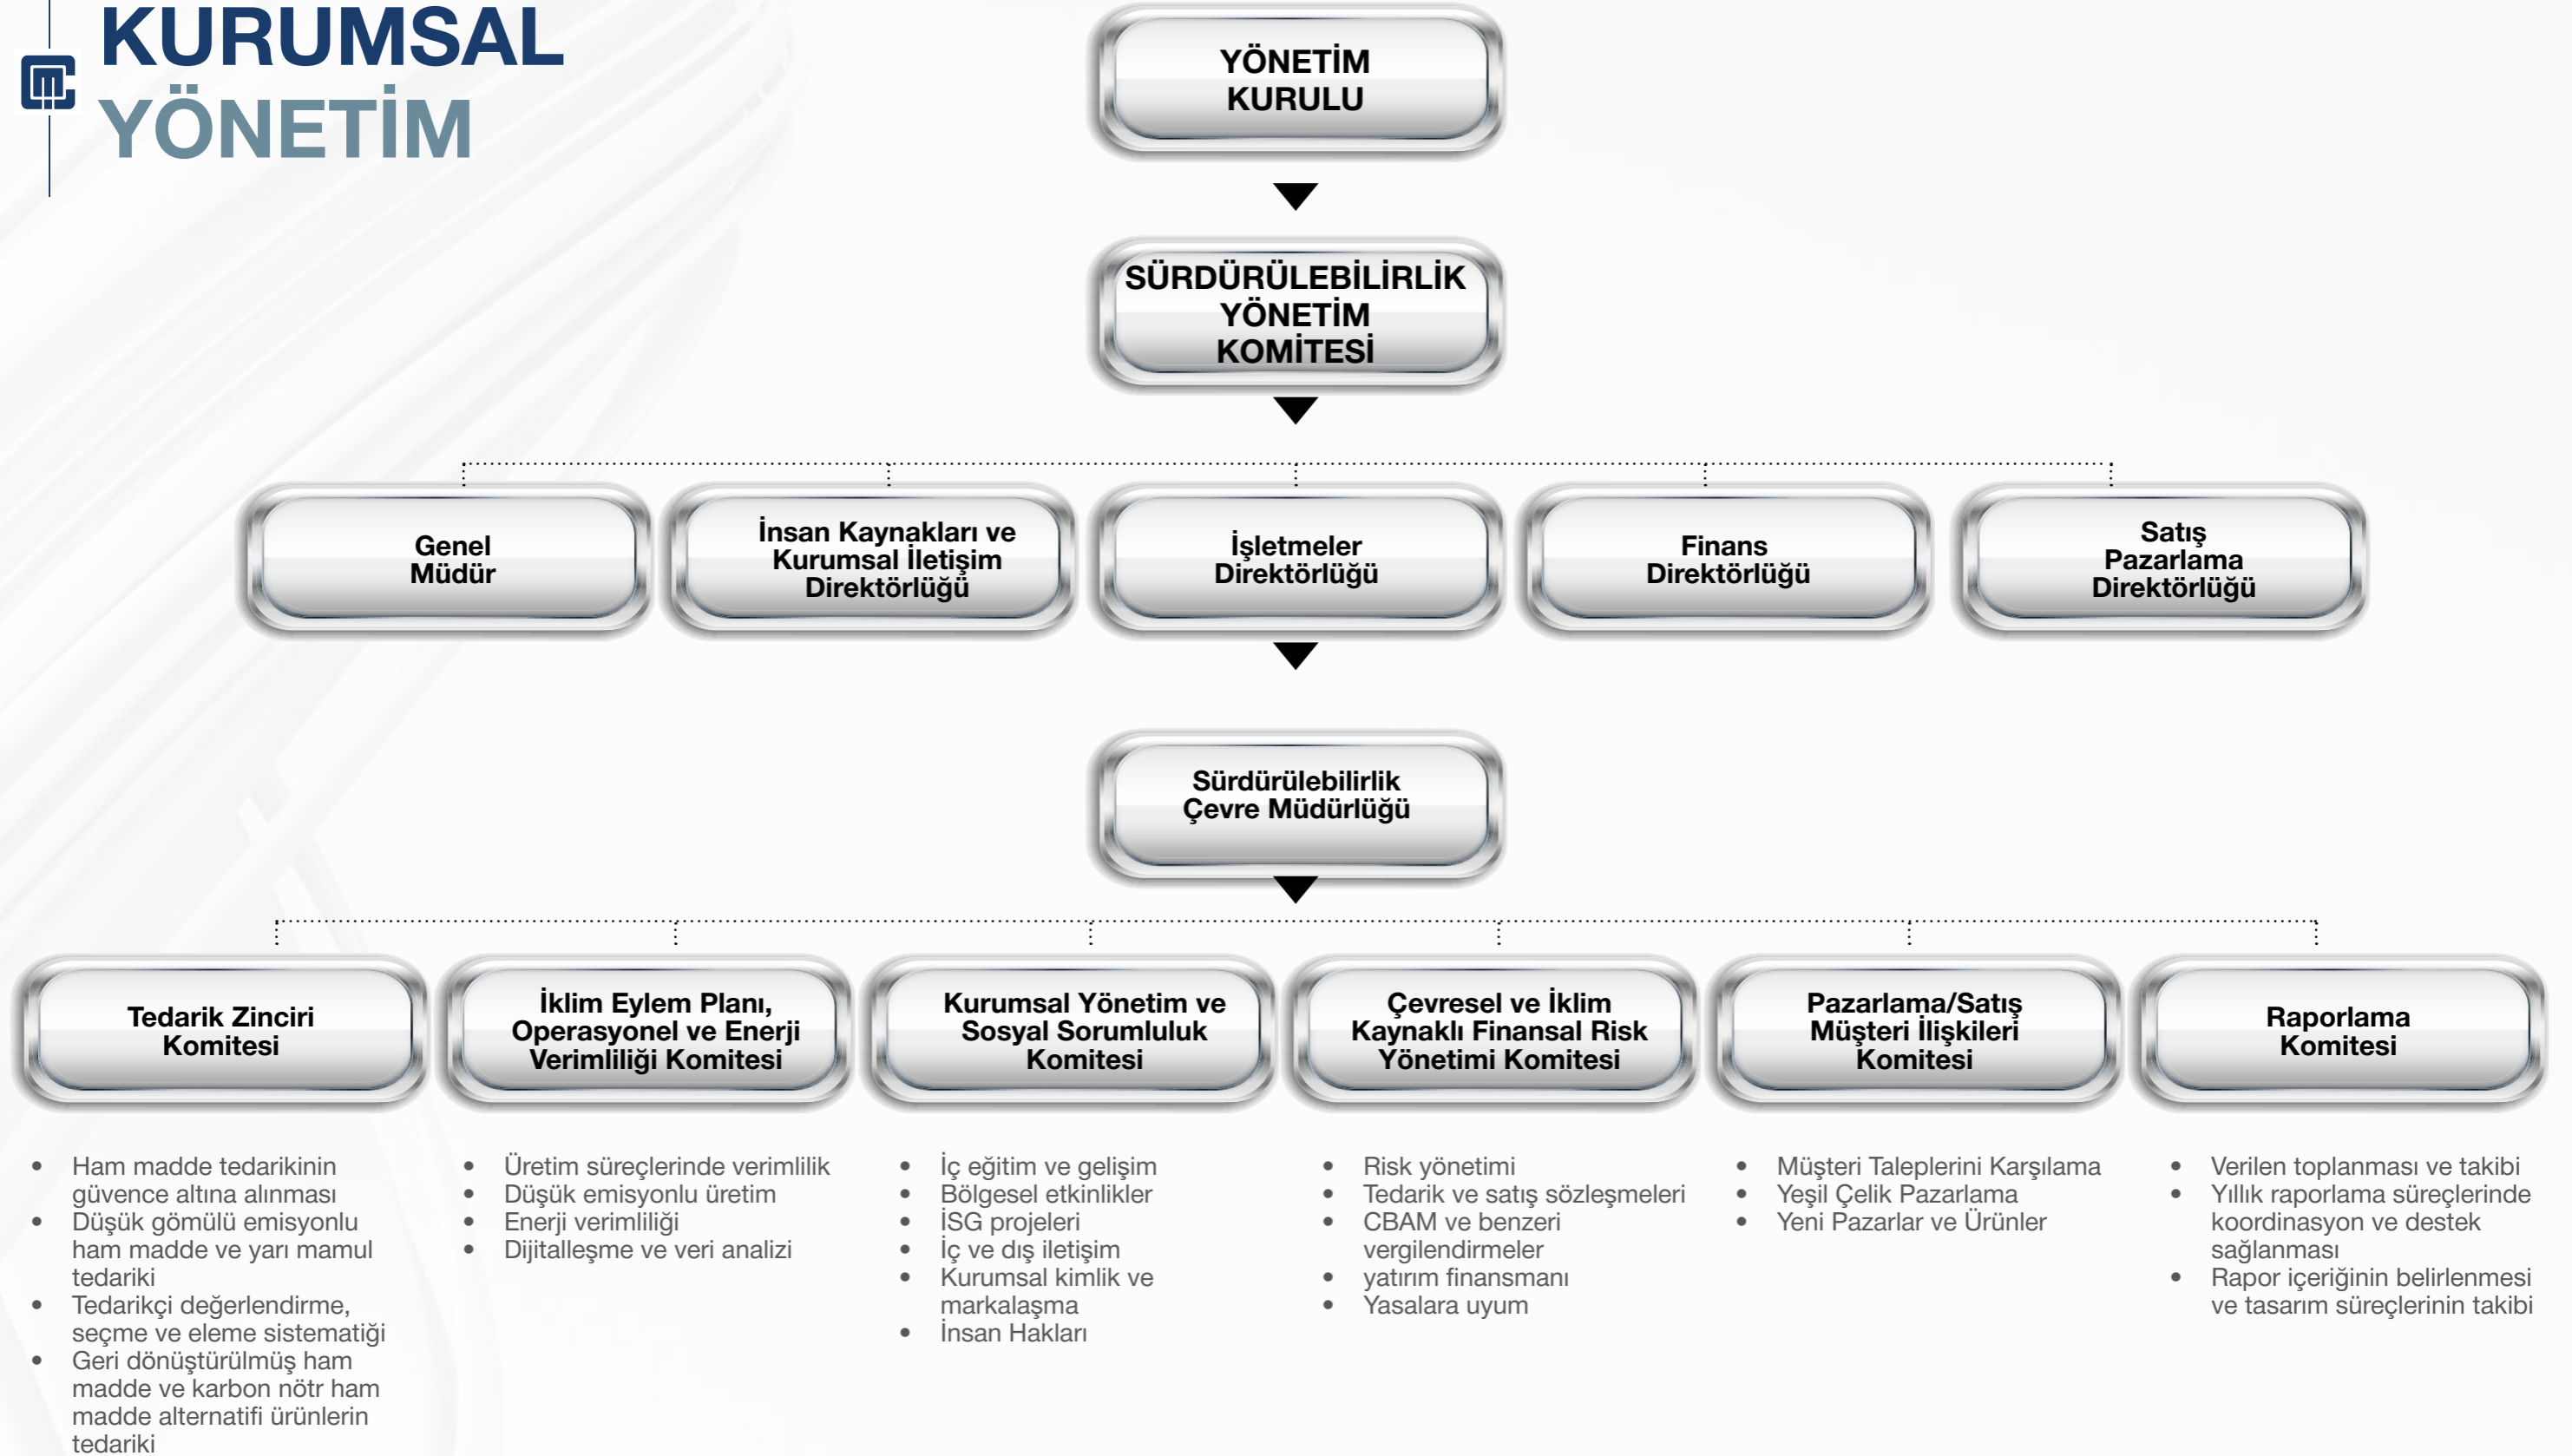 KURUMSAL
YÖNETİM
YÖNETİM
KURULU
SÜRDÜRÜLEBİLİRLİK
YÖNETİM
KOMİTESİ
Genel
Müdür
İnsan Kaynakları ve
Kurumsal İletişim
Direktörlüğü
İşletmeler
Direktörlüğü
Finans
Direktörlüğü
Satış
Pazarlama
Direktörlüğü
Sürdürülebilirlik
Çevre Müdürlüğü
Tedarik Zinciri
Komitesi
• Ham madde tedarikinin
güvence altına alınması
• Düşük gömülü emisyonlu
ham madde ve yarı mamul
tedariki
• Tedarikçi değerlendirme,
seçme ve eleme sistematiği
• Geri dönüştürülmüş ham
madde ve karbon nötr ham
madde alternatifi ürünlerin
tedariki
İklim Eylem Planı,
Operasyonel ve Enerji
Verimliliği Komitesi
• Üretim süreçlerinde verimlilik
• Düşük emisyonlu üretim
• Enerji verimliliği
• Dijitalleşme ve veri analizi
Kurumsal Yönetim ve
Sosyal Sorumluluk
Komitesi
• İç eğitim ve gelişim
• Bölgesel etkinlikler
• İSG projeleri
• İç ve dış iletişim
• Kurumsal kimlik ve
markalaşma
• İnsan Hakları
Çevresel ve İklim
Kaynaklı Finansal Risk
Yönetimi Komitesi
• Risk yönetimi
• Tedarik ve satış sözleşmeleri
• CBAM ve benzeri
vergilendirmeler
• yatırım finansmanı
• Yasalara uyum
Pazarlama/Satış
Müşteri İlişkileri
Komitesi
• Müşteri Taleplerini Karşılama
• Yeşil Çelik Pazarlama
• Yeni Pazarlar ve Ürünler
Raporlama
Komitesi
• Verilen toplanması ve takibi
• Yıllık raporlama süreçlerinde
koordinasyon ve destek
sağlanması
• Rapor içeriğinin belirlenmesi
ve tasarım süreçlerinin takibi